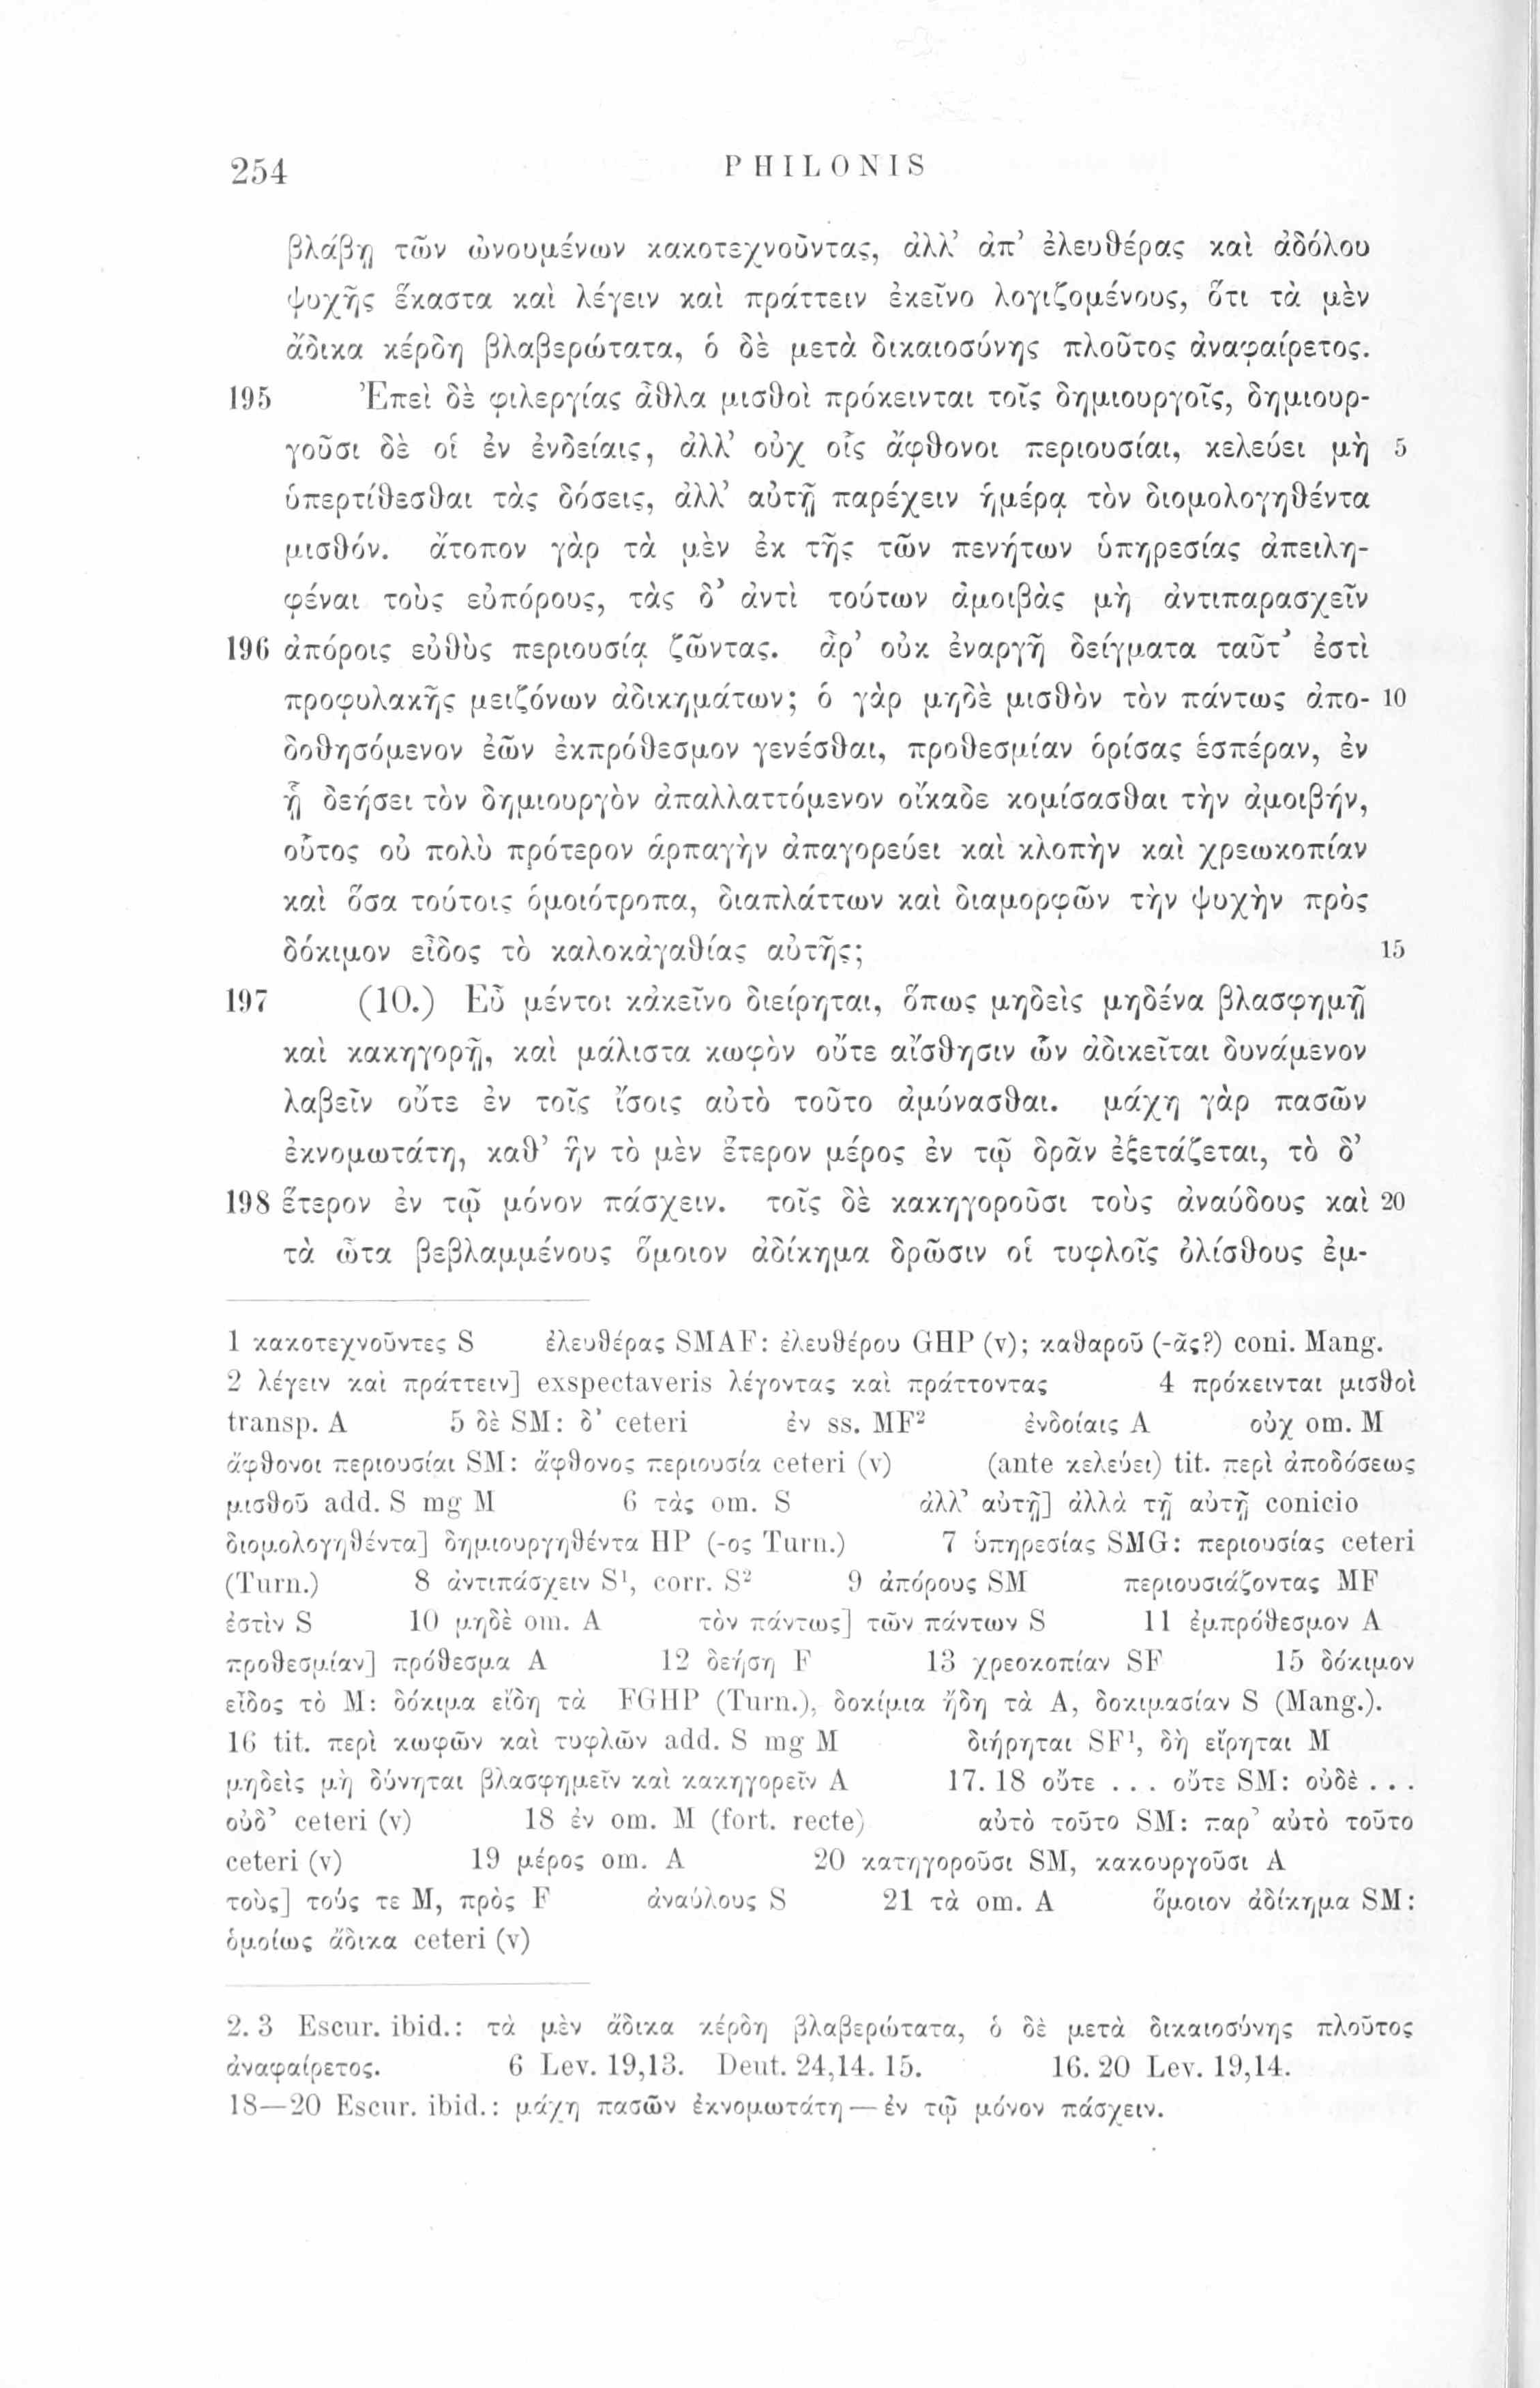 254 PHILONIS
βλάβῃ τῶν ὠνουμένων κακοτεχνοῦντας, ἀλλ’ ἀπ’ ἐλευθέρας καὶ ἀδόλου
ψυχῆς ἕκαστα καὶ λέγειν καὶ πράττειν ἐκεῖνο λογιζομένους, ὅτι τὰ μὲν
ἄδικα κέρδη βλαβερώτατα, ὁ δὲ μετὰ δικαιοσύνης πλοῦτος ἀναφαίρετος.
195 Ἐπεὶ δὲ φιλεργίας ἆθλα μισθοὶ πρόκεινται τοῖς δημιουργοῖς, δημιουρ-
γοῦσι δὲ οἱ ἐν ἐνδείαις, ἀλλ’ οὐχ οἷς ἄφθονοι περιουσίαι, κελεύει μὴ 5
ὑπερτίθεσθαι τὰς δόσεις, ἀλλ’ αὐτῇ παρέχειν ἡμέρᾳ τὸν διομολογηθέντα
μισθόν. ἄτοπον γὰρ τὰ μὲν ἐκ τῆς τῶν πενήτων ὑπηρεσίας ἀπειλη-
φέναι τοὺς εὐπόρους, τὰς δ’ ἀντὶ τούτων ἀμοιβὰς μὴ ἀντιπαρασχεῖν
196 ἀπόροις εὐθὺς περιουσίᾳ ζῶντας. ἆρ’ οὐκ ἐναργῆ δείγματα ταῦτ’ ἐστὶ
προφυλακῆς μειζόνων ἀδικημάτων; ὁ γὰρ μηδὲ μισθὸν τὸν πάντως ἀπο- 10
δοθησόμενον ἐῶν ἐκπρόθεσμον γενέσθαι, προθεσμίαν ὁρίσας ἑσπέραν, ἐν
ᾗ δεήσει τὸν δημιουργὸν ἀπαλλαττόμενον οἴκαδε κομίσασθαι τὴν ἀμοιβήν,
οὗτος οὐ πολὺ πρότερον ἁρπαγὴν ἀπαγορεύει καὶ κλοπὴν καὶ χρεωκοπίαν
καὶ ὅσα τούτοις ὁμοιότροπα, διαπλάττων καὶ διαμορφῶν τὴν ψυχὴν πρὸς
δόκιμον εἶδος τὸ καλοκἀγαθίας αὐτῆς; 15
197 (10.) Εὖ μέντοι κἀκεῖνο διείρηται, ὅπως μηδεὶς μηδένα βλασφημῇ
καὶ κακηγορῇ, καὶ μάλιστα κωφὸν οὔτε αἴσθησιν ὧν ἀδικεῖται δυνάμενον
λαβεῖν οὔτε ἐν τοῖς ἴσοις αὐτὸ τοῦτο ἀμύνασθαι. μάχη γὰρ πασῶν
ἐκνομωτάτη, καθ’ ἣν τὸ μὲν ἕτερον μέρος ἐν τῷ δρᾶν ἐξετάζεται, τὸ δ’
198 ἕτερον ἐν τῷ μόνον πάσχειν. τοῖς δὲ κακηγοροῦσι τοὺς ἀναύδους καὶ 20
τὰ ὦτα βεβλαμμένους ὅμοιον ἀδίκημα δρῶσιν οἱ τυφλοῖς ὀλίσθους ἐμ-
1 κακοτεχνοῦντες S ἐλευθέρας SMAF: ἐλευθέρου GHP (v); καθαροῦ (-ᾶς?) coni. Mang.
2 λέγειν καὶ πράττειν] exspectaveris λέγοντας καὶ πράττοντας 4 πρόκεινται μισθοὶ
transp. A 5 δὲ SM: δ’ ceteri ἐν ss. MF² ἐνδοίαις A οὐχ om. M
ἄφθονοι περιουσίαι SM: ἄφθονος περιουσία ceteri (v) (ante κελεύει) tit. περὶ ἀποδόσεως
μισθοῦ add. S mg M 6 τὰς om. S ἀλλ’ αὐτῇ] ἀλλὰ τῇ αὐτῇ conicio
διομολογηθέντα] δημιουργηθέντα HP (-ος Turn.) 7 ὑπηρεσίας SMG: περιουσίας ceteri
(Turn.) 8 ἀντιπάσχειν S¹, corr. S² 9 ἀπόρους SM περιουσιάζοντας MF
ἐστὶν S 10 μηδὲ om. A τὸν πάντως] τῶν πάντων S 11 ἐμπρόθεσμον A
προθεσμίαν] πρόθεσμα A 12 δεήσῃ F 13 χρεοκοπίαν SF 15 δόκιμον
εἶδος τὸ M: δόκιμα εἴδη τὰ FGHP (Turn.), δοκίμια ἤδη τὰ A, δοκιμασίαν S (Mang.).
16 tit. περὶ κωφῶν καὶ τυφλῶν add. S mg M διήρηται SF¹, δὴ εἴρηται M
μηδεὶς μὴ δύνηται βλασφημεῖν καὶ κακηγορεῖν A 17. 18 οὔτε . . . οὔτε SM: οὐδὲ . . .
οὐδ’ ceteri (v) 18 ἐν om. M (fort. recte) αὐτὸ τοῦτο SM: παρ’ αὐτὸ τοῦτο
ceteri (v) 19 μέρος om. A 20 κατηγοροῦσι SM, κακουργοῦσι A
τοὺς] τούς τε M, πρὸς F ἀναύλους S 21 τὰ om. A ὅμοιον ἀδίκημα SM:
ὁμοίως ἄδικα ceteri (v)
2. 3 Escur. ibid.: τὰ μὲν ἄδικα κέρδη βλαβερώτατα, ὁ δὲ μετὰ δικαιοσύνης πλοῦτος
ἀναφαίρετος. 6 Lev. 19,13. Deut. 24,14. 15. 16. 20 Lev. 19,14.
18—20 Escur. ibid.: μάχη πασῶν ἐκνομωτάτη — ἐν τῷ μόνον πάσχειν.